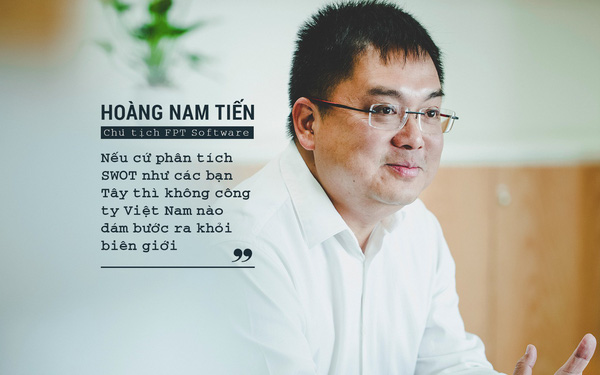 HOÀNG NAM TIẾN
Chủ tịch FPT Software
Nếu cứ phân tích
SWOT như các bạn
Tây thì không công
ty Việt Nam nào
dám bước ra khỏi
biên giới
”